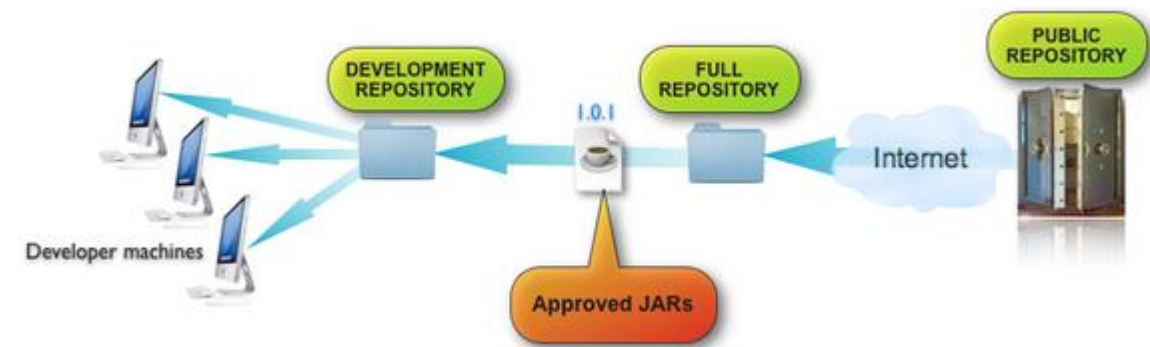 PUBLIC
REPOSITORY
DEVELOPMENT
REPOSITORY
FULL
REPOSITORY
1.0.1
Internet
Developer machines
Approved JARs